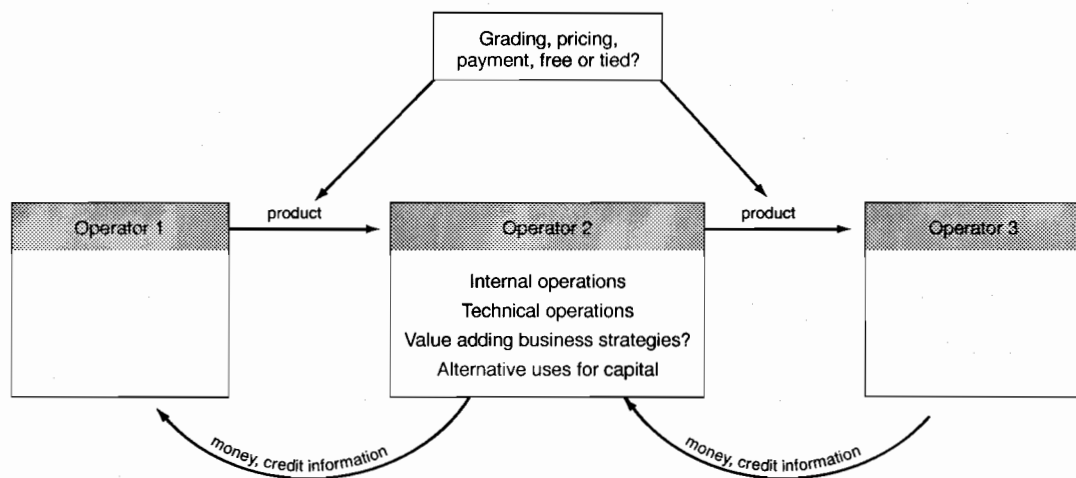 Grading, pricing,
payment, free or tied?
Operator 1
product
Operator 2
product
Operator 3
Internal operations
Technical operations
Value adding business strategies?
Alternative uses for capital
money, credit information
money, credit information